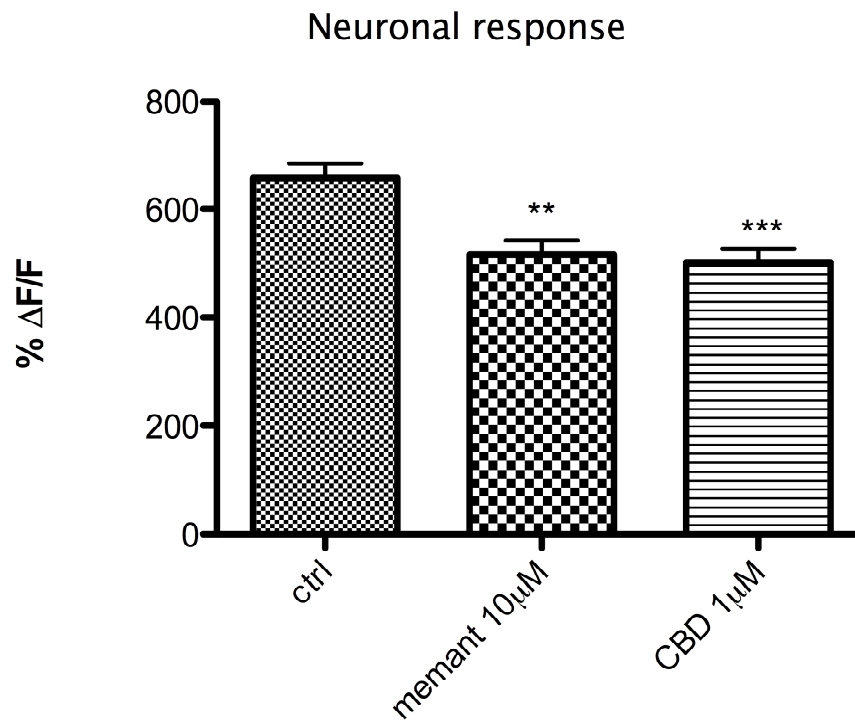 Neuronal response
% ΔF/F
800
600
400
200
0
**
***
ctrl
memant 10μM
CBD 1μM